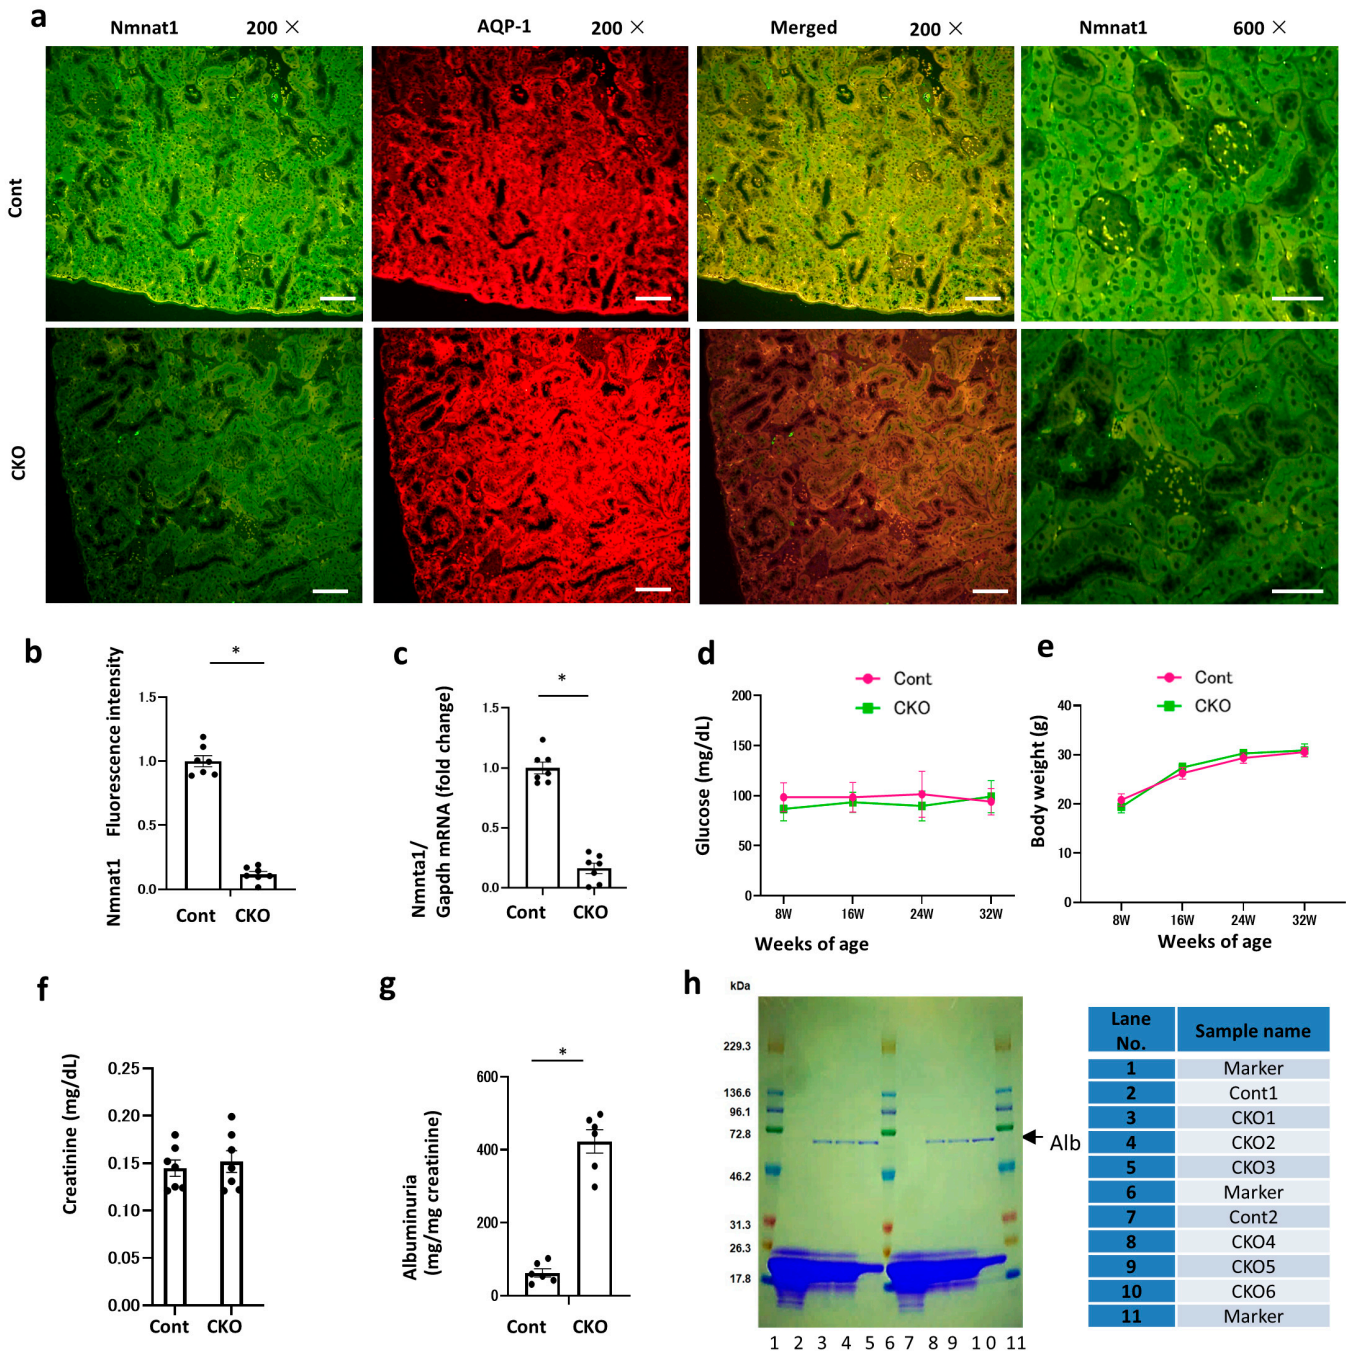 a
Nmnat1 200 ×
AQP-1 200 ×
Merged 200 ×
Nmnat1 600 ×
Cont
CKO
b
Nmnat1 Fluorescence intensity
*
1.5
1.0
0.5
0.0
Cont CKO
c
Nmnta1/
Gapdh mRNA (fold change)
*
1.5
1.0
0.5
0.0
Cont CKO
d
Cont
CKO
Glucose (mg/dL)
200
150
100
50
0
8W 16W 24W 32W
Weeks of age
e
Cont
CKO
Body weight (g)
40
30
20
10
0
8W 16W 24W 32W
Weeks of age
f
Creatinine (mg/dL)
0.25
0.20
0.15
0.10
0.05
0.00
Cont CKO
g
Albuminuria
(mg/mg creatinine)
*
600
400
200
0
Cont CKO
h
kDa
229.3
136.6
96.1
72.8
46.2
31.3
26.3
17.8
Alb
1 2 3 4 5 6 7 8 9 1 0 11
Lane No. Sample name
1 Marker
2 Cont1
3 CKO1
4 CKO2
5 CKO3
6 Marker
7 Cont2
8 CKO4
9 CKO5
10 CKO6
11 Marker